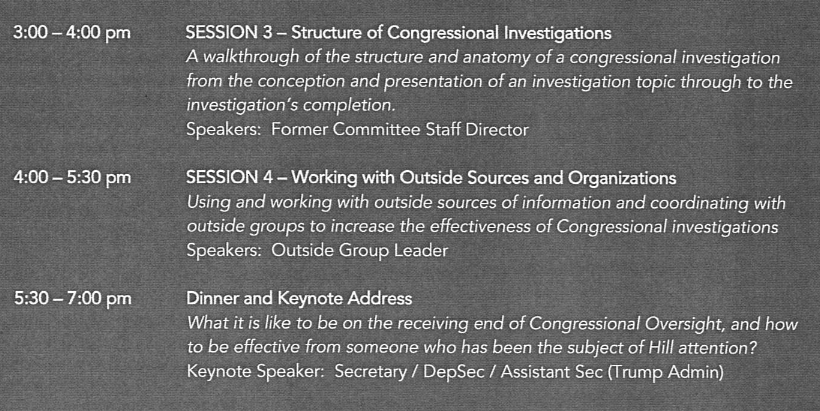 3:00 – 4:00 pm SESSION 3 – Structure of Congressional Investigations
A walkthrough of the structure and anatomy of a congressional investigation
from the conception and presentation of an investigation topic through to the
investigation's completion.
Speakers: Former Committee Staff Director
4:00 – 5:30 pm SESSION 4 – Working with Outside Sources and Organizations
Using and working with outside sources of information and coordinating with
outside groups to increase the effectiveness of Congressional investigations
Speakers: Outside Group Leader
5:30 – 7:00 pm Dinner and Keynote Address
What it is like to be on the receiving end of Congressional Oversight, and how
to be effective from someone who has been the subject of Hill attention?
Keynote Speaker: Secretary / DepSec / Assistant Sec (Trump Admin)